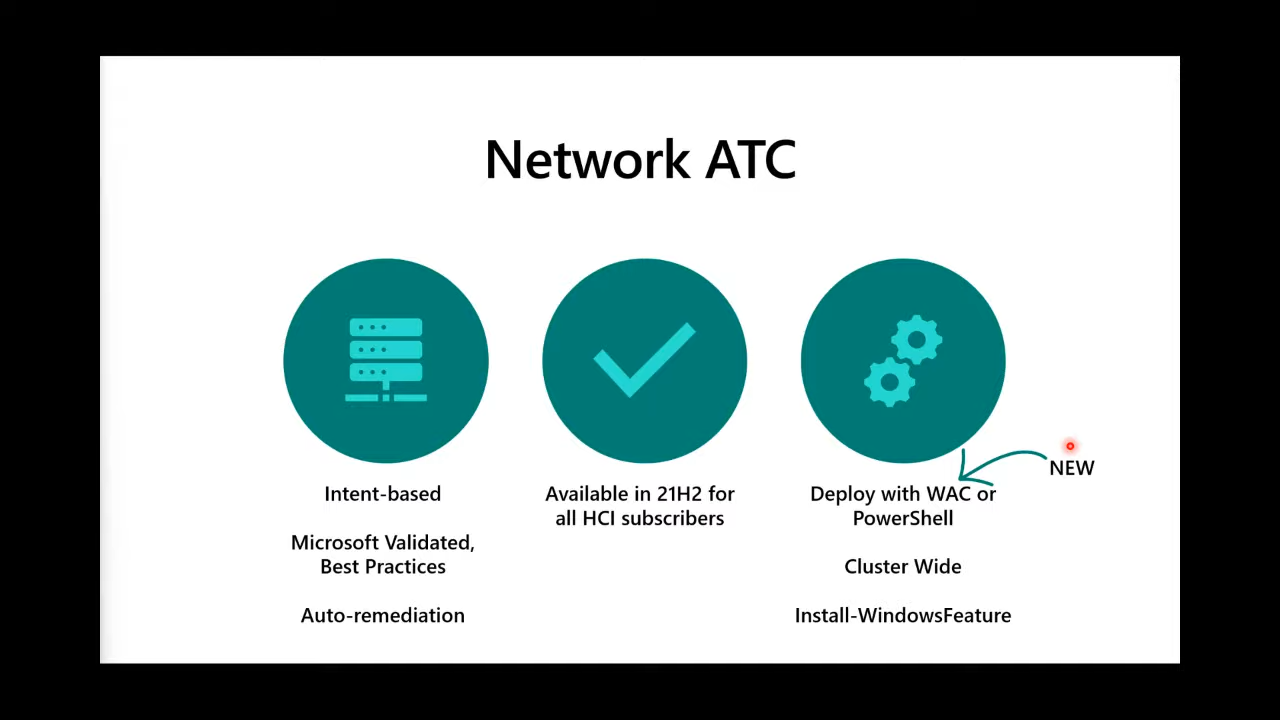 Network ATC
Intent-based
Microsoft Validated,
Best Practices
Auto-remediation
Available in 21H2 for
all HCI subscribers
NEW
Deploy with WAC or
PowerShell
Cluster Wide
Install-WindowsFeature